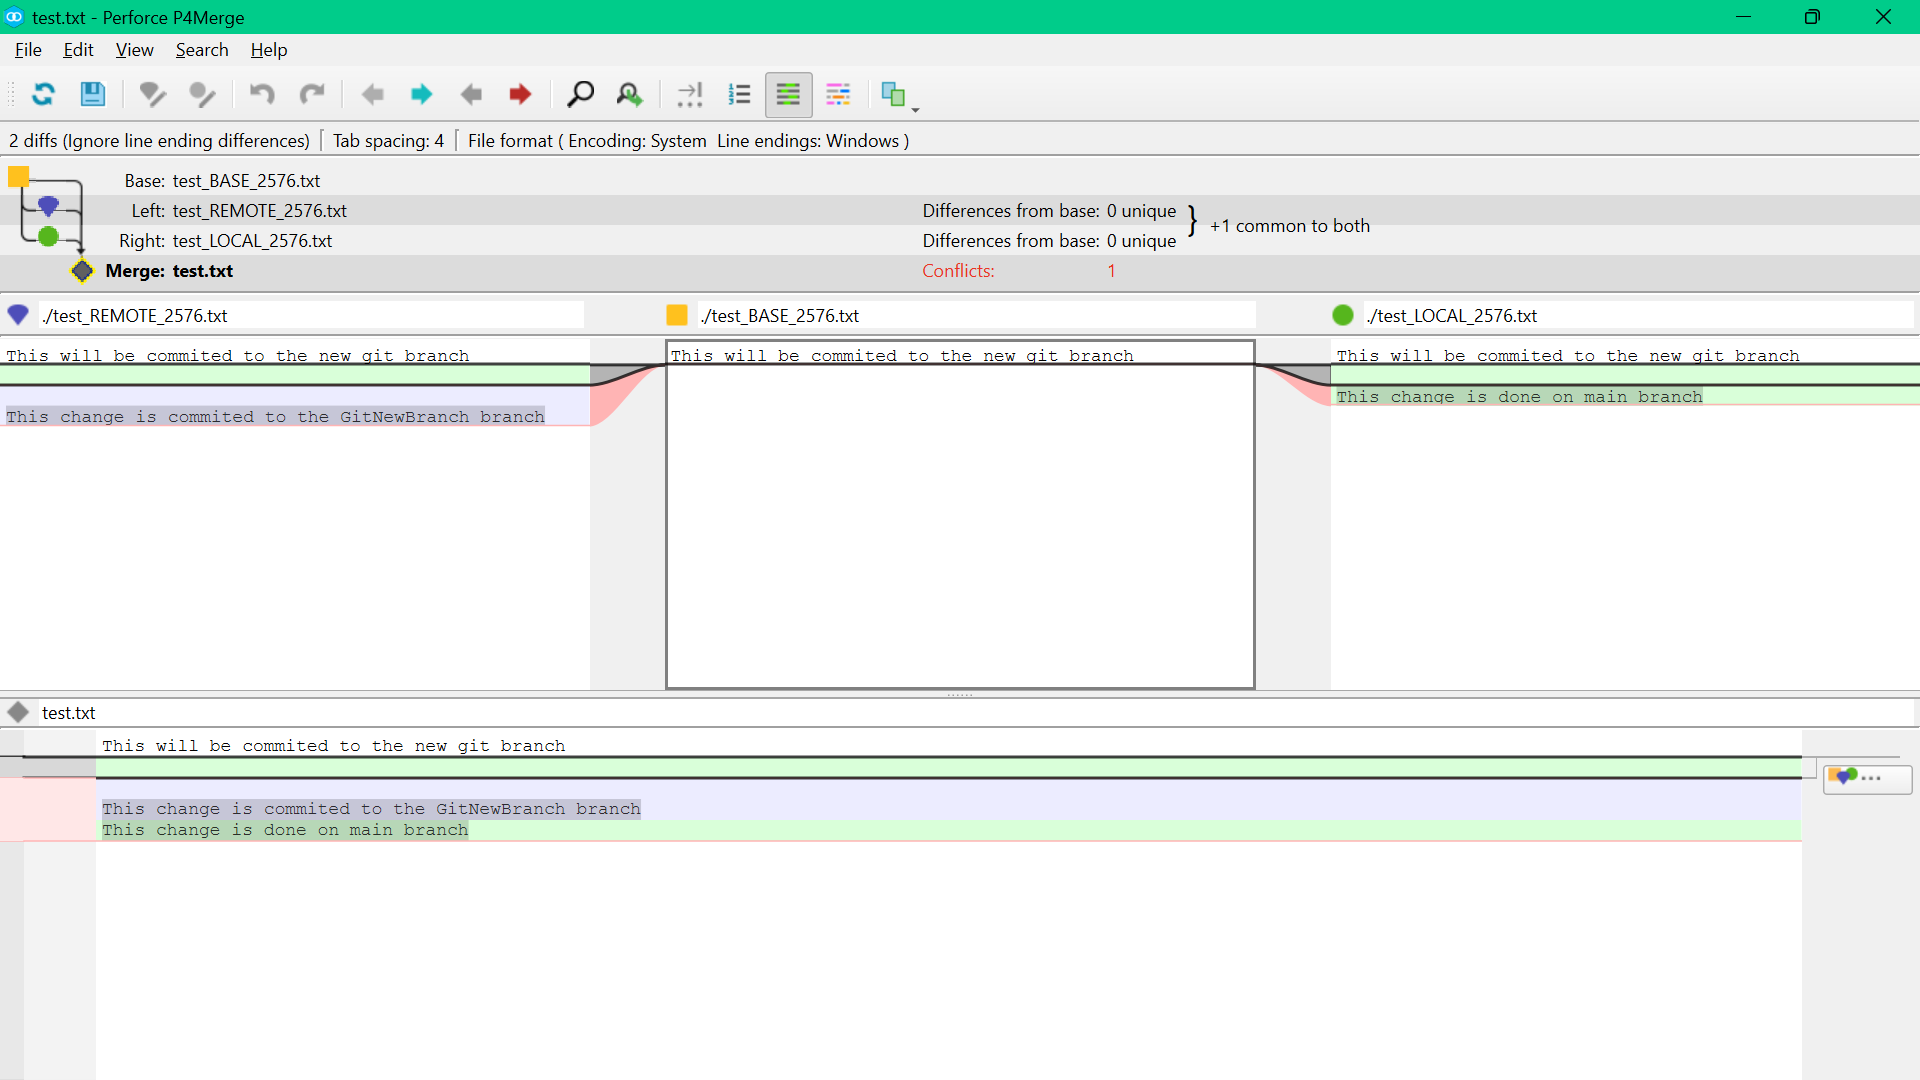 test.txt - Perforce P4Merge
File Edit View Search Help
2 diffs (Ignore line ending differences) Tab spacing: 4 File format ( Encoding: System Line endings: Windows )
Base: test_BASE_2576.txt
Left: test_REMOTE_2576.txt Differences from base: 0 unique
+1 common to both
Right: test_LOCAL_2576.txt Differences from base: 0 unique
Merge: test.txt Conflicts: 1
./test_REMOTE_2576.txt ./test_BASE_2576.txt ./test_LOCAL_2576.txt
This will be commited to the new git branch
This change is commited to the GitNewBranch branch
This will be commited to the new git branch
This will be commited to the new git branch
This change is done on main branch
test.txt
This will be commited to the new git branch
This change is commited to the GitNewBranch branch
This change is done on main branch